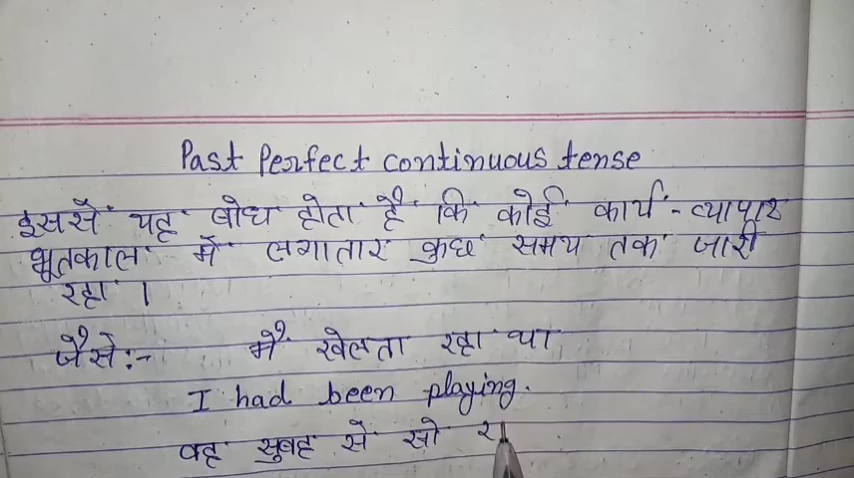 Past Perfect continuous tense
इससे यह बोध होता है कि कोई कार्य-व्यापार
भूतकाल में लगातार कुछ समय तक जारी
रहा ।
जैसे:- मैं खेलता रहा था
I had been playing.
वह सुबह से सो